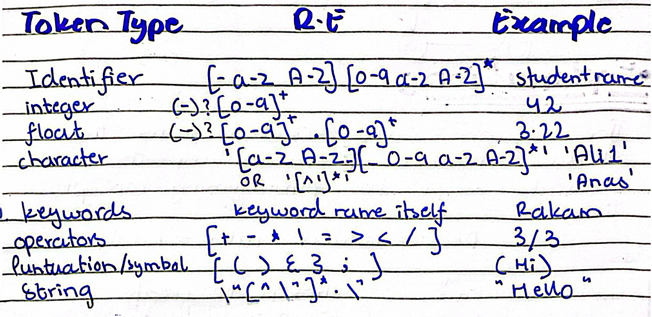 Token Type R.E Example
Identifier [- a-z A-Z] [0-9 a-z A-Z]* studentname
integer (-)? [0-9]+ 42
float (-)? [0-9]+ . [0-9]+ 3.22
character '[a-z A-Z][_ 0-9 a-z A-Z]*' 'Ali1'
OR '[^']*' 'Anas'
keywords keyword name itself Rakam
operators [+ - * ! = > < / ] 3/3
Puntuation/symbol [ ( ) { } ; ] (Hi)
String \"[^\"]*.\" "Hello"